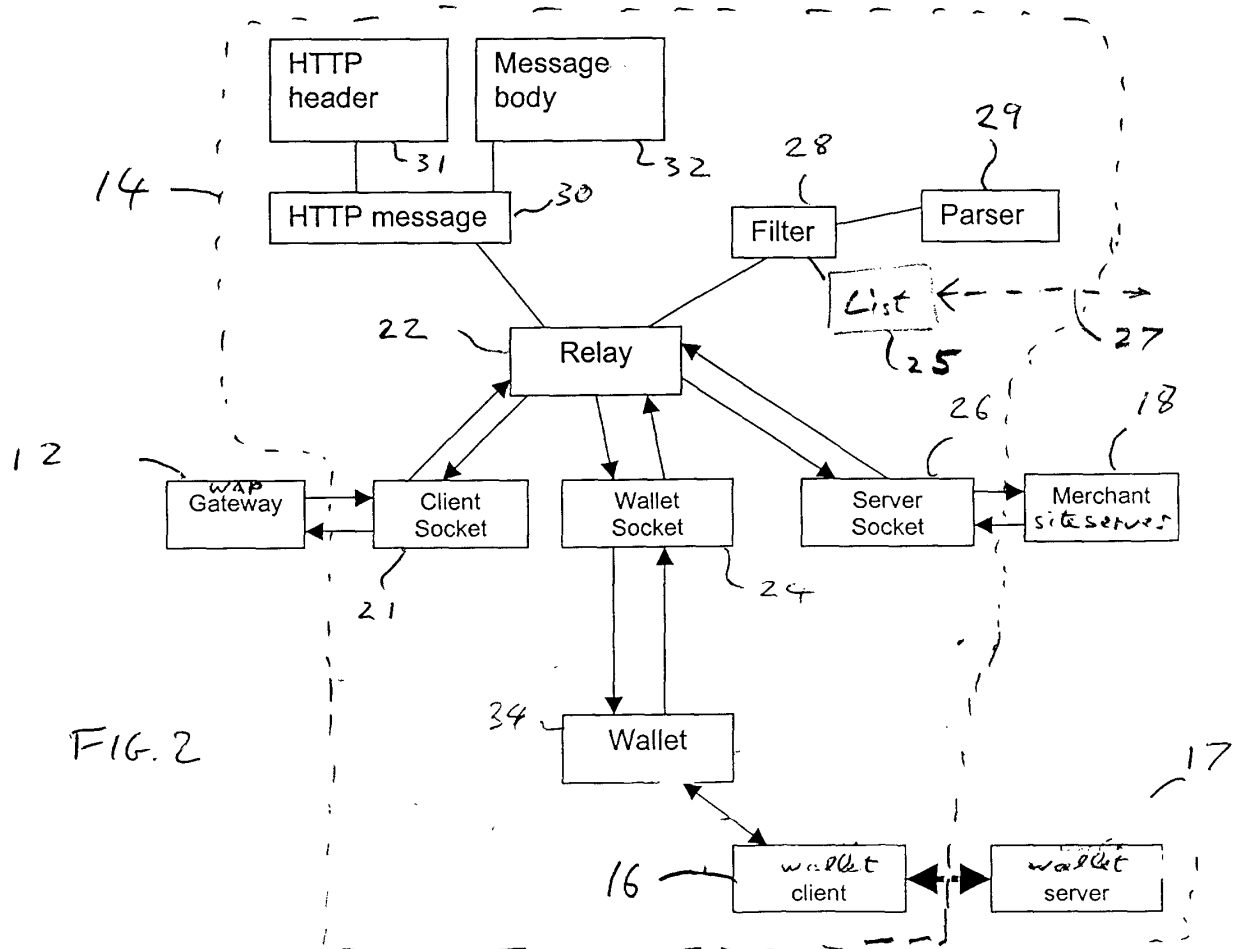 HTTP
header
Message
body
31
32
29
28
14
HTTP message
30
Filter
Parser
List
22
Relay
25
27
26
18
12
WAP
Gateway
Client
Socket
Wallet
Socket
Server
Socket
Merchant
site serves
21
24
34
Wallet
FIG. 2
17
16
wallet
client
wallet
server